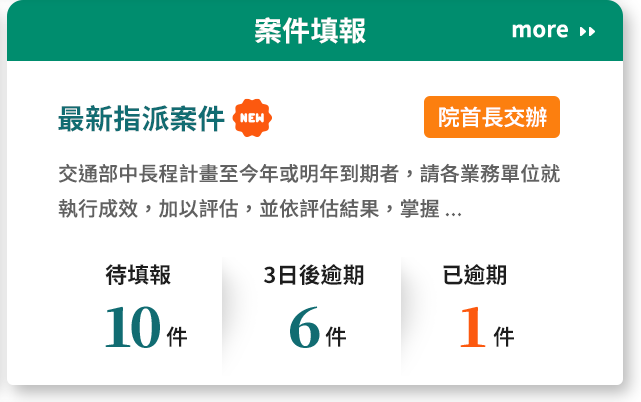 案件填報
more
最新指派案件 NEW
院首長交辦
交通部中長程計畫至今年或明年到期者，請各業務單位就
執行成效，加以評估，並依評估結果，掌握 ...
待填報 3日後逾期 已逾期
10 件 6 件 1 件